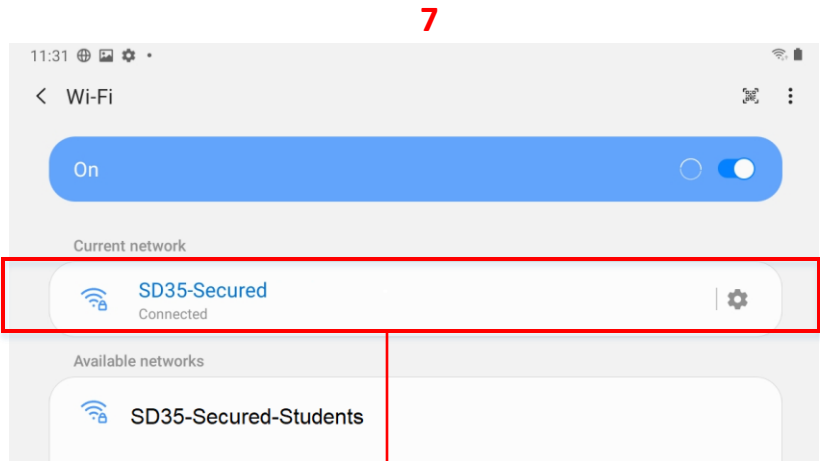 7
11:31
Wi-Fi
On
Current network
SD35-Secured
Connected
Available networks
SD35-Secured-Students